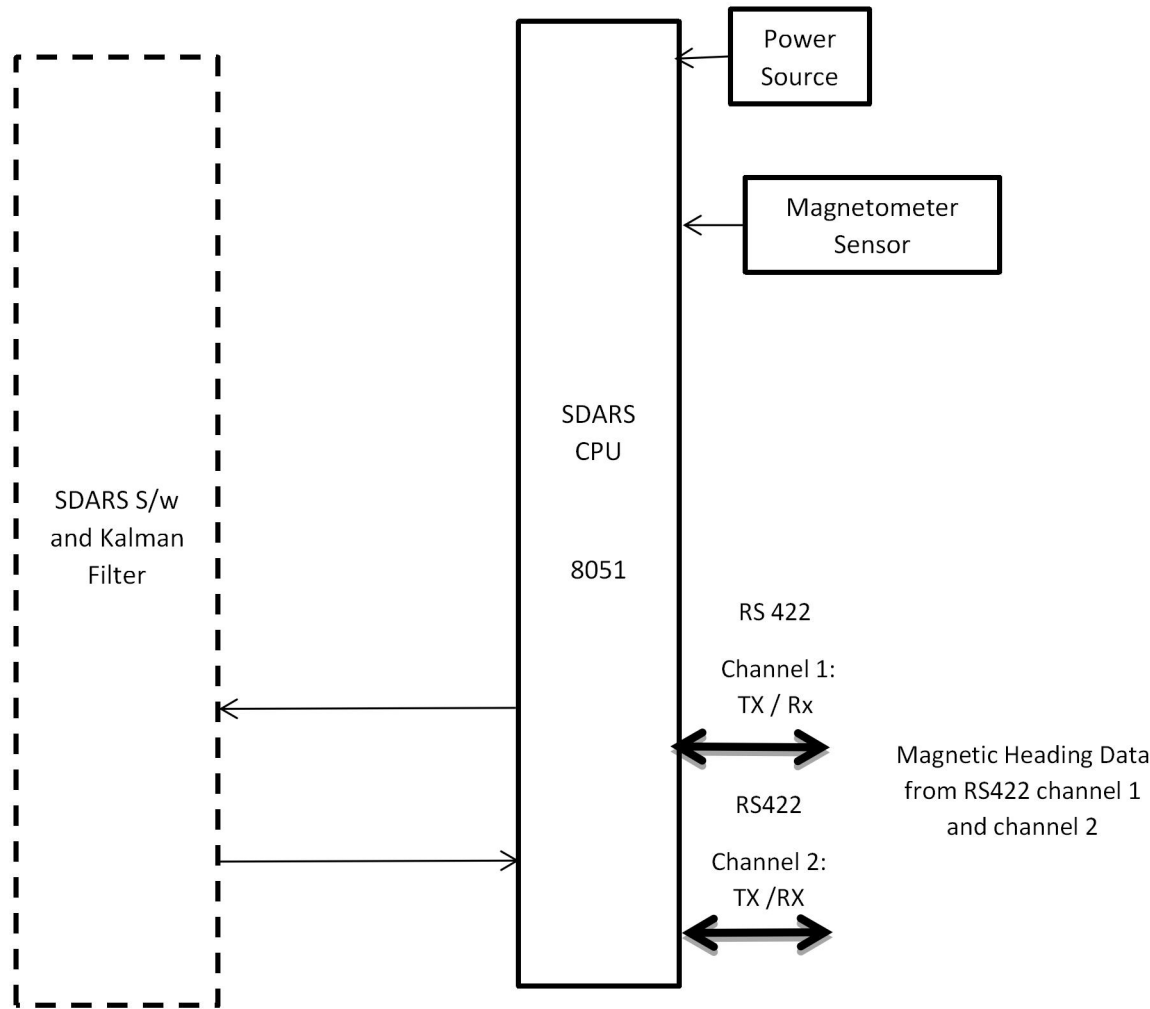 Power
Source
Magnetometer
Sensor
SDARS
CPU
8051
SDARS S/w
and Kalman
Filter
RS 422
Channel 1:
TX / Rx
RS422
Channel 2:
TX /RX
Magnetic Heading Data
from RS422 channel 1
and channel 2